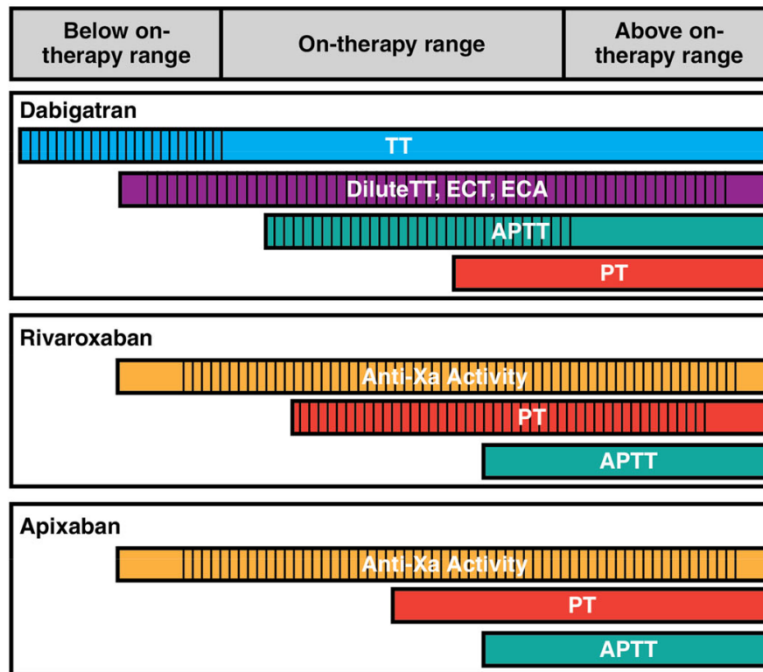 Below on-
therapy range
On-therapy range
Above on-
therapy range
Dabigatran
TT
DiluteTT, ECT, ECA
APTT
PT
Rivaroxaban
Anti-Xa Activity
PT
APTT
Apixaban
Anti-Xa Activity
PT
APTT